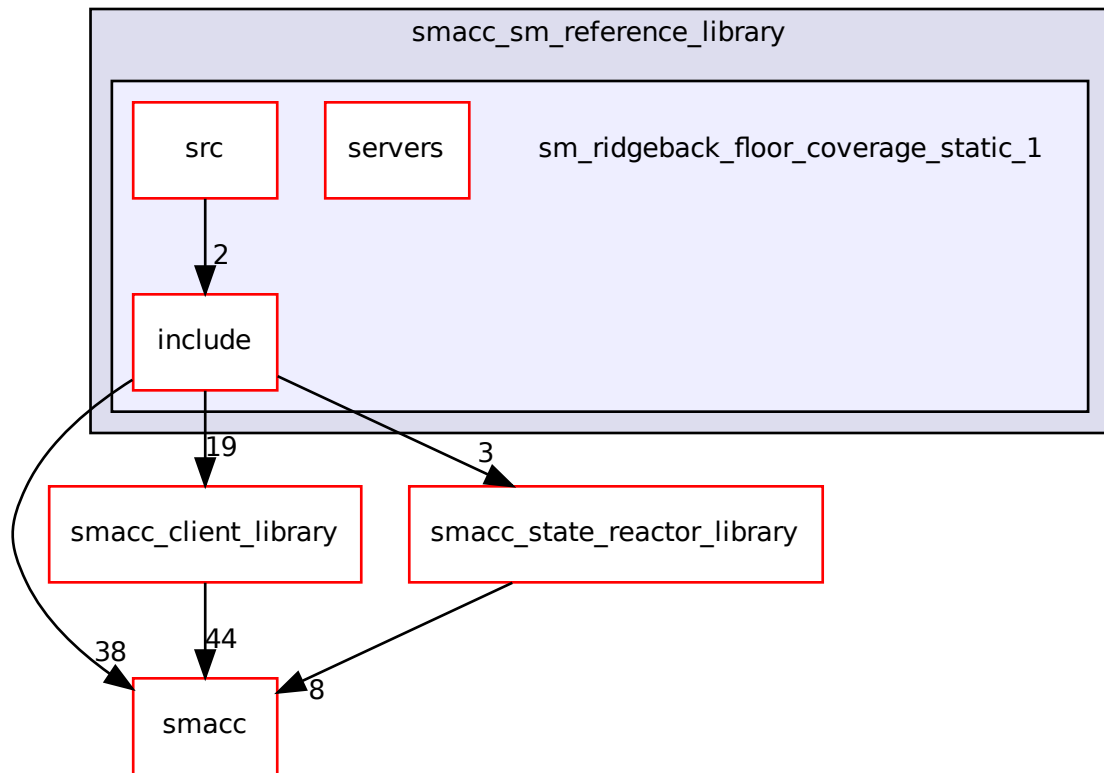 smacc_sm_reference_library
src
servers
sm_ridgeback_floor_coverage_static_1
2
include
19
3
smacc_client_library
smacc_state_reactor_library
38
44
8
smacc